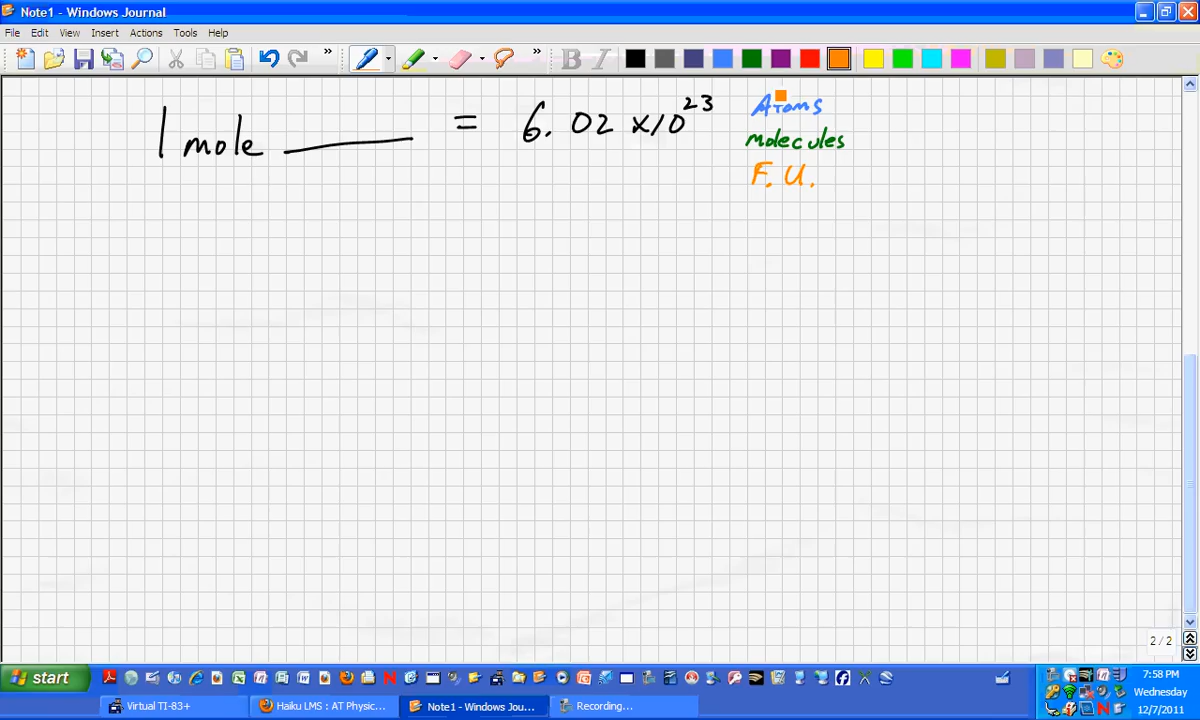 Note1 - Windows Journal
File Edit View Insert Actions Tools Help
B I
1 mole ______ = 6.02 x10^23 Atoms
molecules
F. U.
2 / 2
start
7:58 PM
Wednesday
12/7/2011
Virtual TI-83+
Haiku LMS : AT Physic...
Note1 - Windows Jou...
Recording...